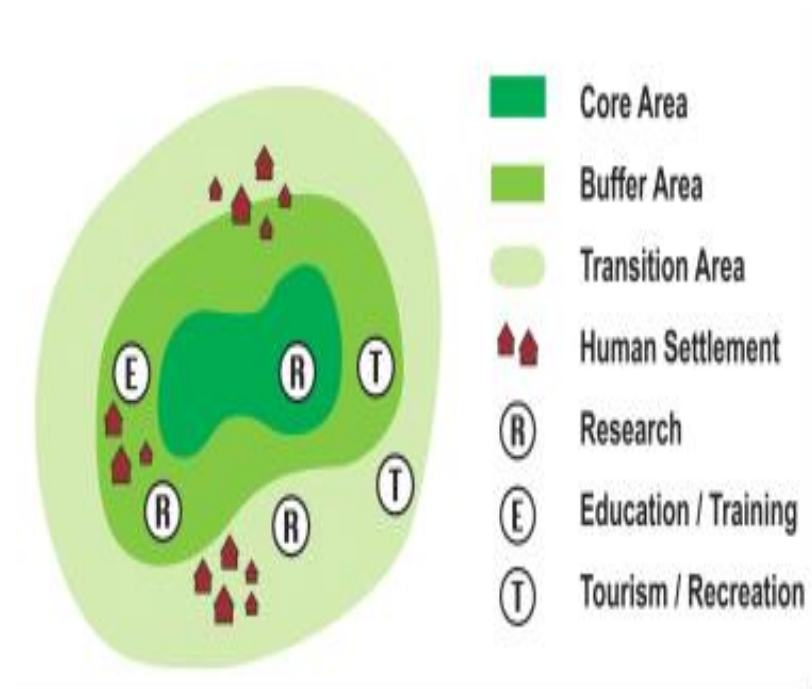 Core Area
Buffer Area
Transition Area
Human Settlement
R Research
E Education / Training
T Tourism / Recreation
E
R
T
R
R
T